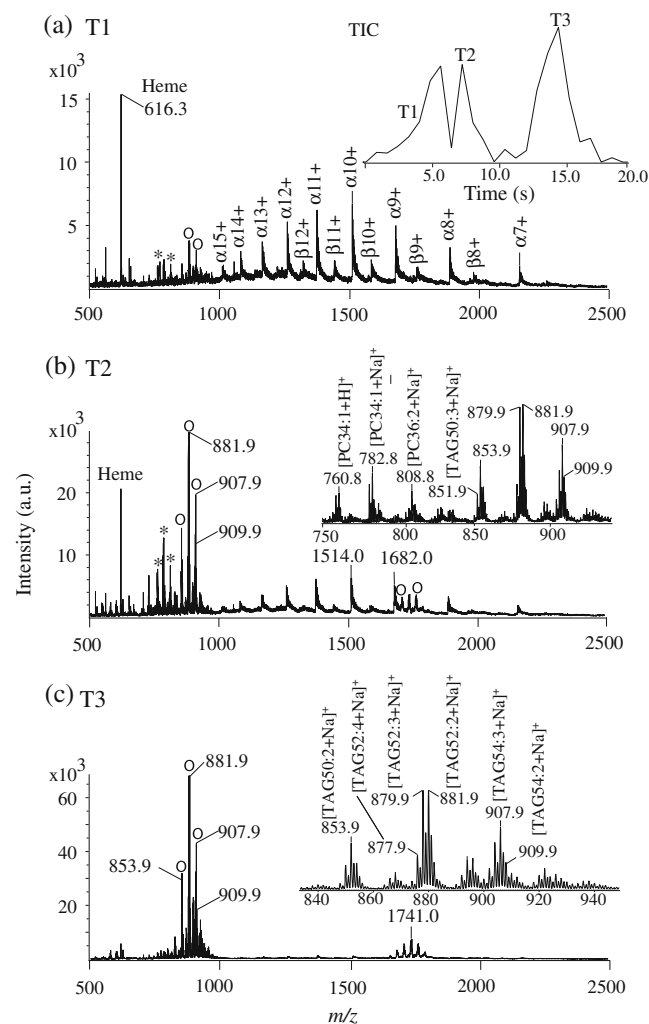 (a) T1
TIC
x10³
15
10
5
Heme
616.3
* *
O O
α15+
α14+
α13+
α12+
β12+
α11+
β11+
α10+
β10+
α9+
β9+
α8+
β8+
α7+
T1
T2
T3
5.0 10.0 15.0 20.0
Time (s)
500 1000 1500 2000 2500
(b) T2
x10³
20
10
Intensity (a.u.)
Heme
* * *
O
881.9
O
907.9
O
909.9
1514.0
1682.0
O O
[PC34:1+H]⁺
760.8
[PC34:1+Na]⁺
782.8
[PC36:2+Na]⁺
808.8
[TAG50:3+Na]⁺
851.9
853.9
879.9
881.9
907.9
909.9
750 800 850 900
500 1000 1500 2000 2500
(c) T3
x10³
60
40
20
O
881.9
O
907.9
853.9
O
909.9
1741.0
[TAG50:2+Na]⁺
853.9
[TAG52:4+Na]⁺
877.9
[TAG52:3+Na]⁺
879.9
[TAG52:2+Na]⁺
881.9
[TAG54:3+Na]⁺
907.9
[TAG54:2+Na]⁺
909.9
840 860 880 900 920 940
500 1000 1500 2000 2500
m/z